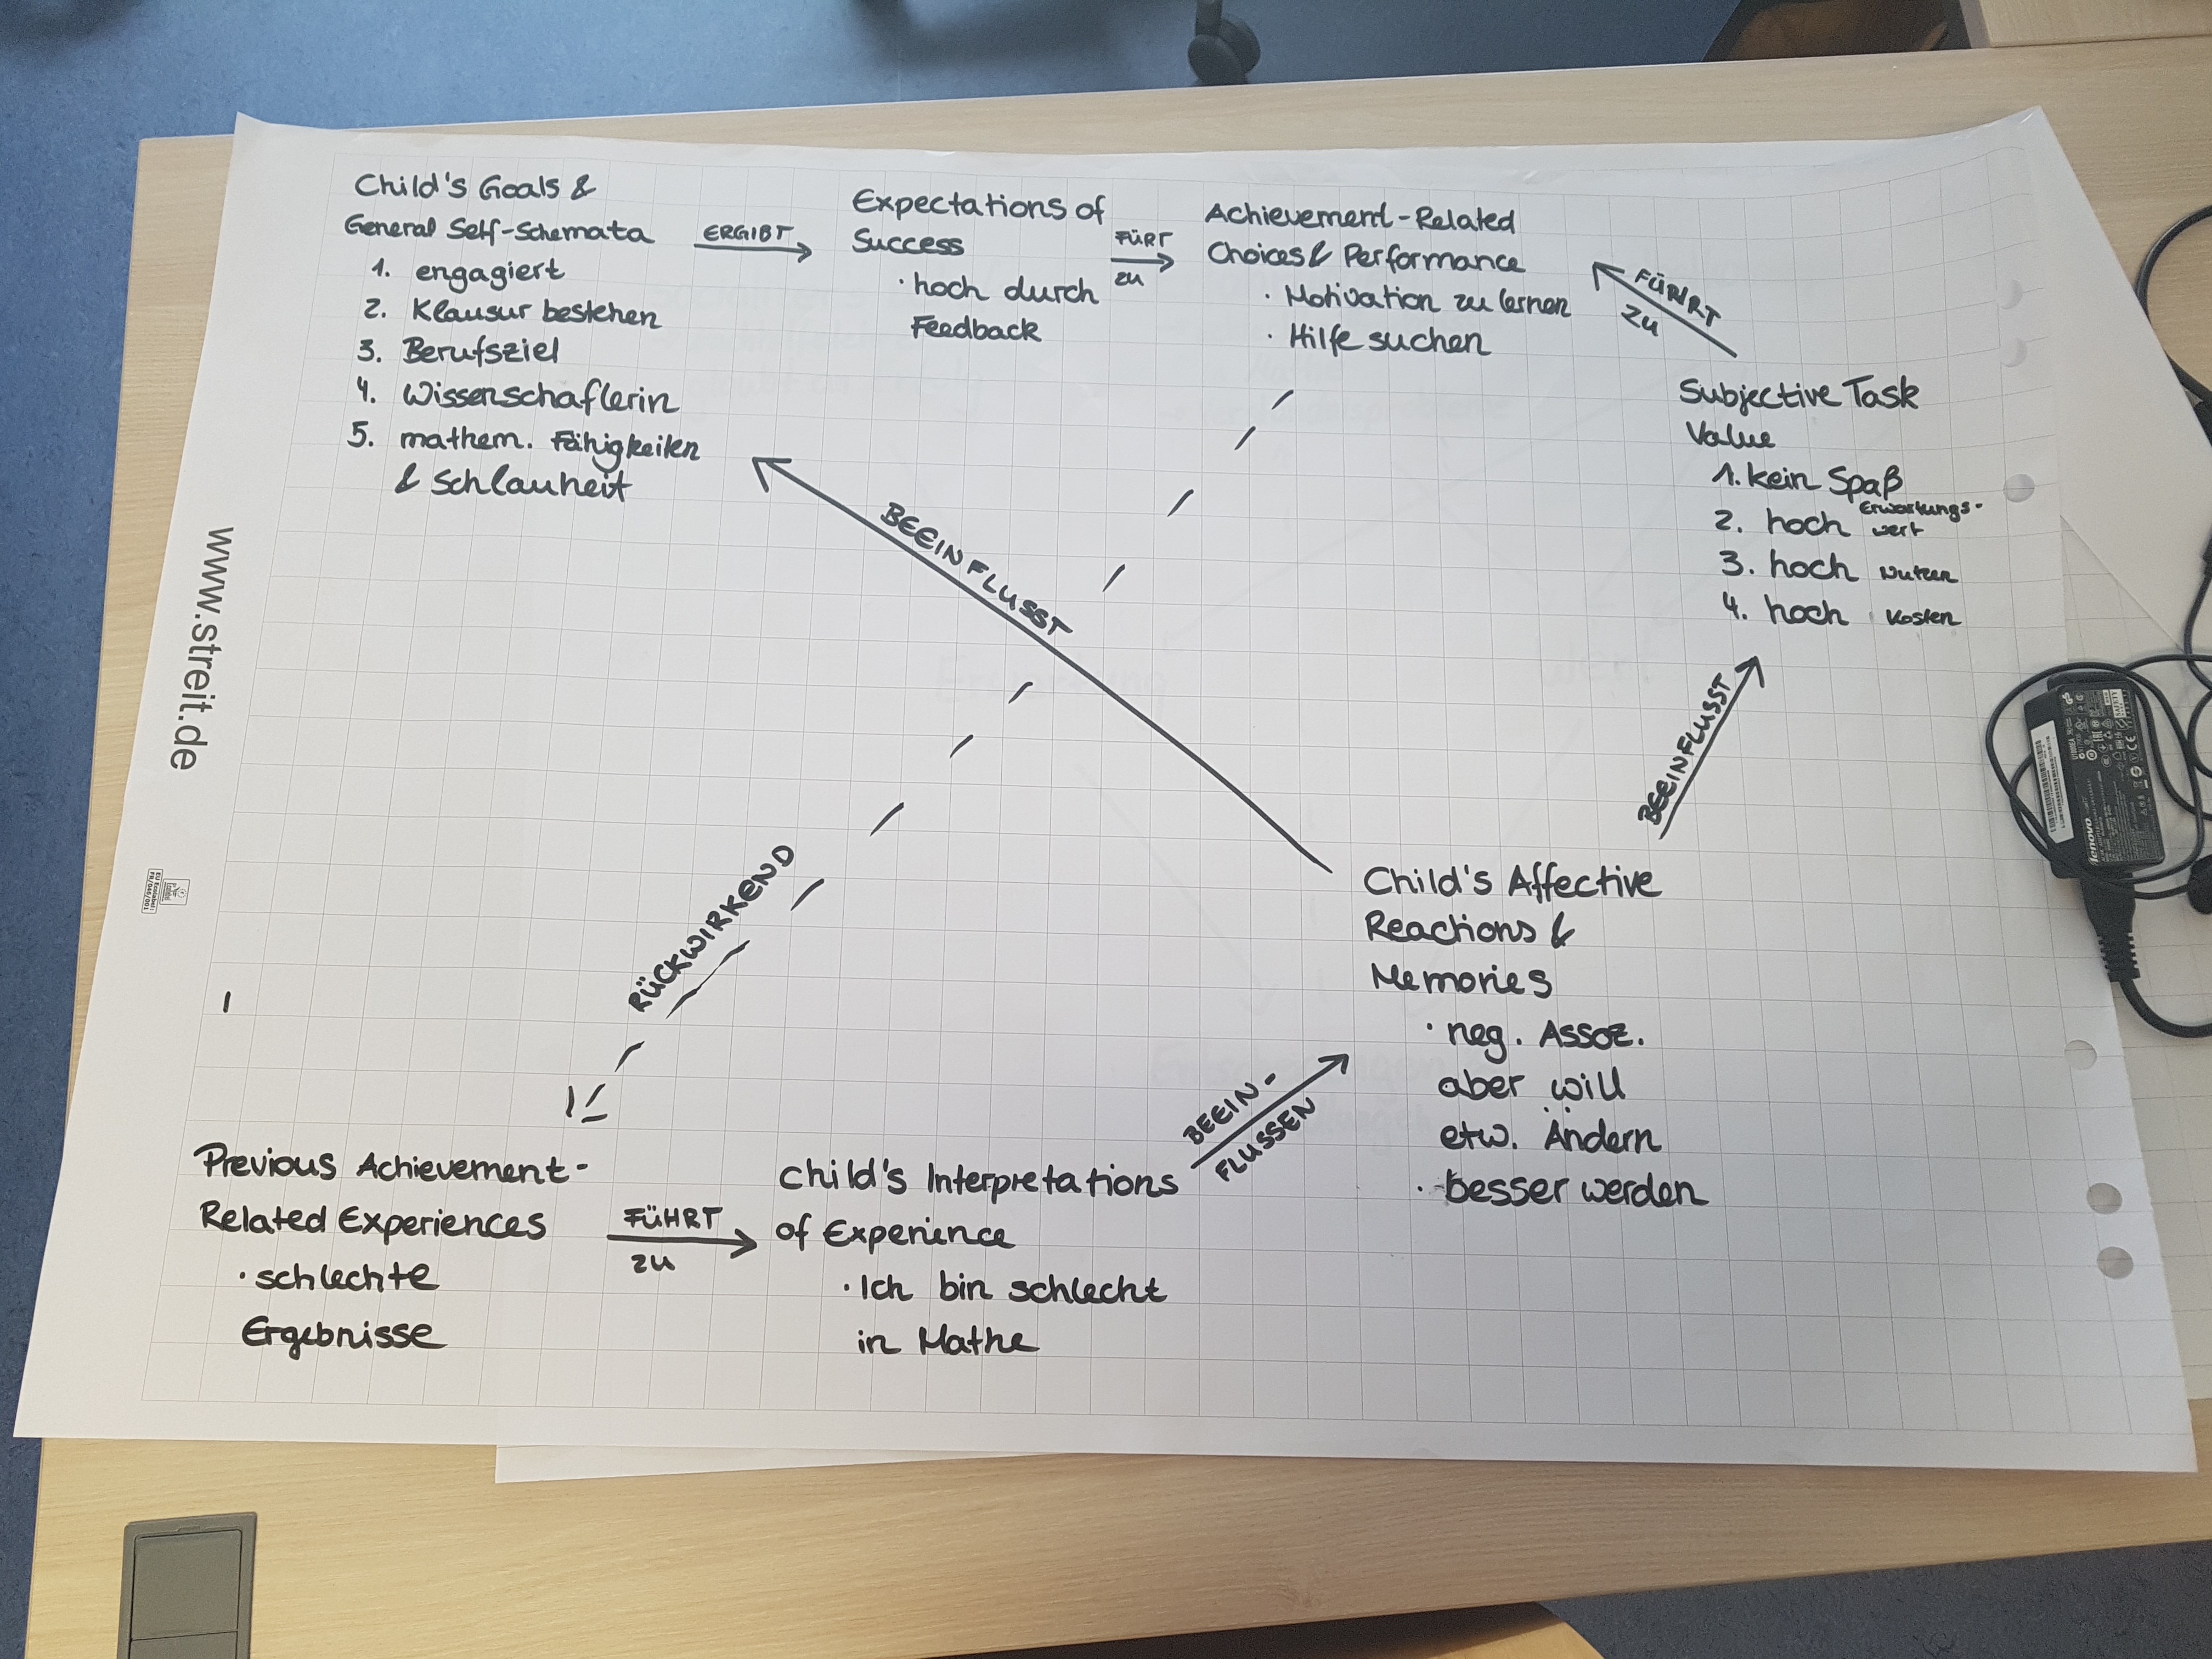 Child's Goals &
General Self-Schemata
1. engagiert
2. Klausur bestehen
3. Berufsziel
4. Wissenschaflerin
5. mathem. Fähigkeiten
& Schlauheit
ERGIBT
Expectations of
Success
· hoch durch
Feedback
FÜRT
zu
Achievement-Related
Choices & Performance
· Motivation zu lernen
· Hilfe suchen
FÜHRT
ZU
Subjective Task
Value
1. kein Spaß
2. hoch Erwartungs-
wert
3. hoch Nutzen
4. hoch Kosten
BEEINFLUSST
RÜCKWIRKEND
BEEINFLUSST
Child's Affective
Reactions &
Memories
· neg. Assoz.
aber will
etw. Ändern
· besser werden
Previous Achievement-
Related Experiences
· schlechte
Ergebnisse
FÜHRT
zu
Child's Interpretations
of Experience
· Ich bin schlecht
in Mathe
BEEIN-
FLUSSEN
www.streit.de
EU Ecolabel:
FR/046/001
lenovo